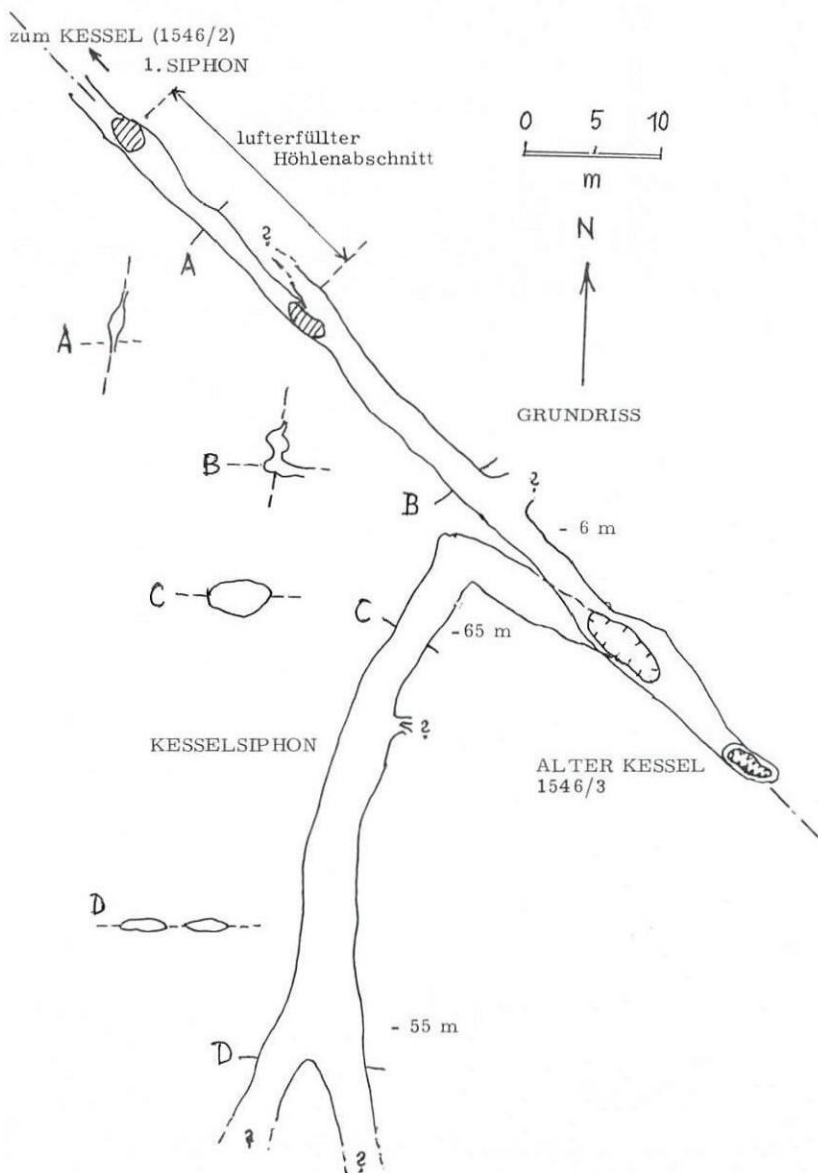 zum KESSEL (1546/2)
1. SIPHON
lufterfüllter
Höhlenabschnitt
0 5 10
m
N
?
A
A
GRUNDRISS
B
?
B
- 6 m
C
C
-65 m
?
KESSELSIPHON
ALTER KESSEL
1546/3
D
- 55 m
D
?
?